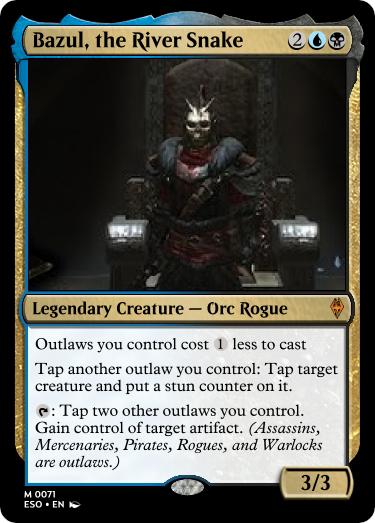 Bazul, the River Snake 2
Legendary Creature — Orc Rogue
Outlaws you control cost 1 less to cast
Tap another outlaw you control: Tap target
creature and put a stun counter on it.
: Tap two other outlaws you control.
Gain control of target artifact. (Assassins,
Mercenaries, Pirates, Rogues, and Warlocks
are outlaws.)
3/3
M 0071
ESO • EN